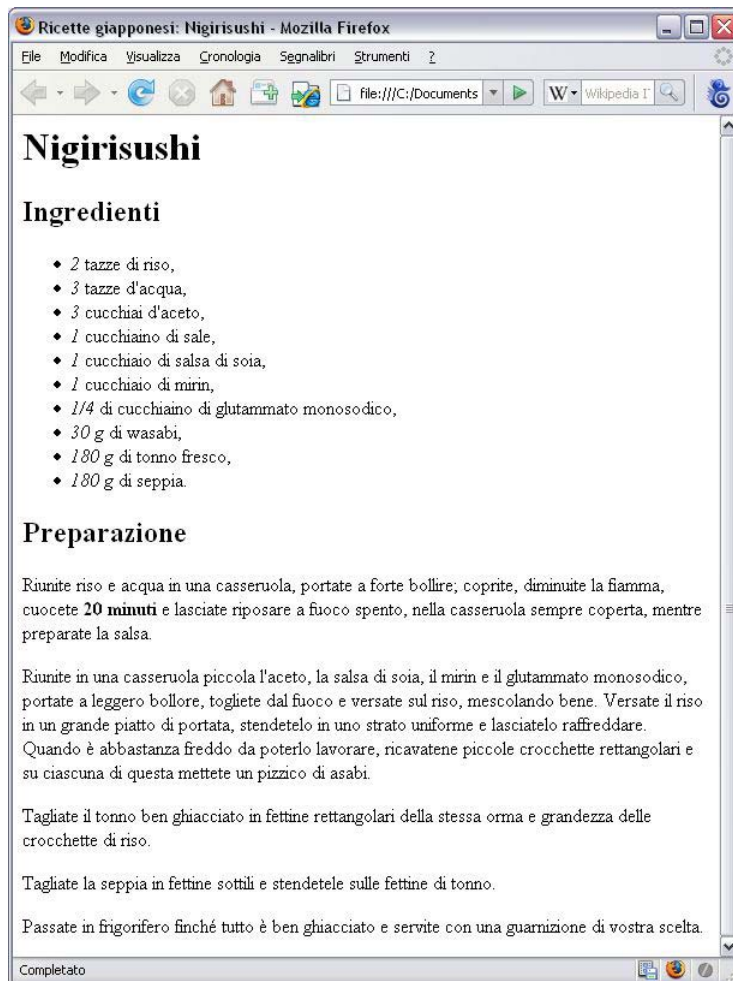 Ricette giapponesi: Nigirisushi - Mozilla Firefox
File Modifica Visualizza Cronologia Segnalibri Strumenti ?
file:///C:/Documents W Wikipedia I
Nigirisushi
Ingredienti
• 2 tazze di riso,
• 3 tazze d'acqua,
• 3 cucchiai d'aceto,
• 1 cucchiaino di sale,
• 1 cucchiaio di salsa di soia,
• 1 cucchiaio di mirin,
• 1/4 di cucchiaino di glutammato monosodico,
• 30 g di wasabi,
• 180 g di tonno fresco,
• 180 g di seppia.
Preparazione
Riunite riso e acqua in una casseruola, portate a forte bollire; coprite, diminuite la fiamma,
cuocete 20 minuti e lasciate riposare a fuoco spento, nella casseruola sempre coperta, mentre
preparate la salsa.
Riunite in una casseruola piccola l'aceto, la salsa di soia, il mirin e il glutammato monosodico,
portate a leggero bollore, togliete dal fuoco e versate sul riso, mescolando bene. Versate il riso
in un grande piatto di portata, stendetelo in uno strato uniforme e lasciatelo raffreddare.
Quando è abbastanza freddo da poterlo lavorare, ricavatene piccole crocchette rettangolari e
su ciascuna di questa mettete un pizzico di asabi.
Tagliate il tonno ben ghiacciato in fettine rettangolari della stessa orma e grandezza delle
crocchette di riso.
Tagliate la seppia in fettine sottili e stendetele sulle fettine di tonno.
Passate in frigorifero finché tutto è ben ghiacciato e servite con una guarnizione di vostra scelta.
Completato